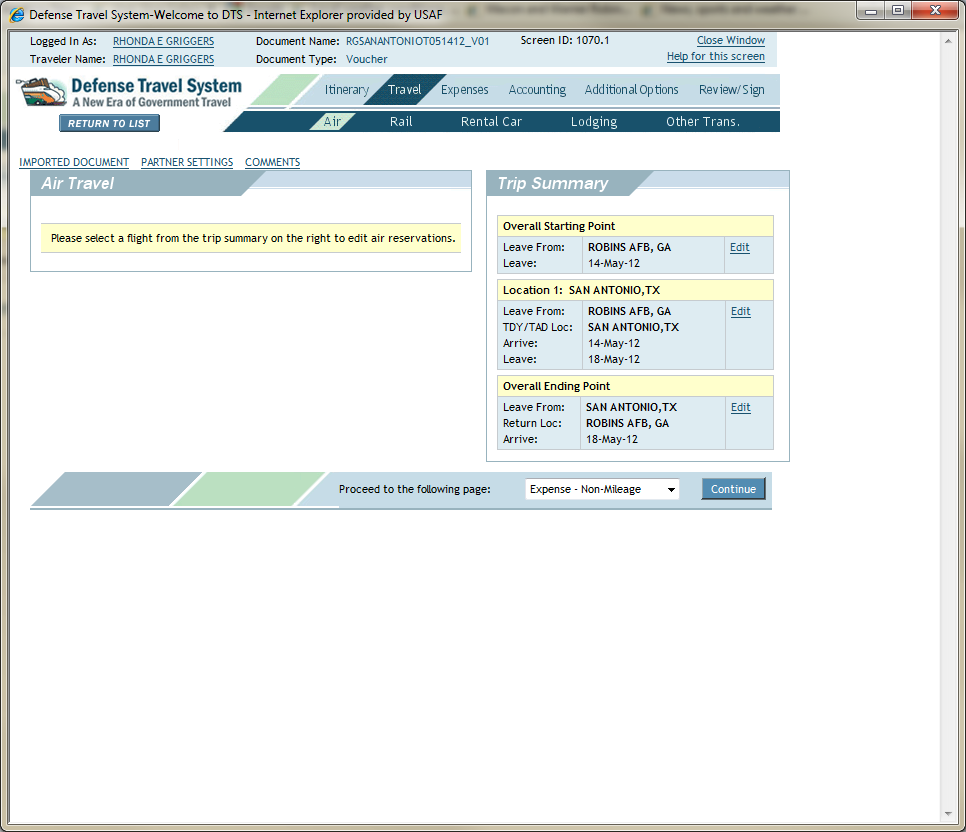 Defense Travel System-Welcome to DTS - Internet Explorer provided by USAF
Logged In As: RHONDA E GRIGGERS Document Name: RGSANANTONIOT051412_V01 Screen ID: 1070.1 Close Window
Traveler Name: RHONDA E GRIGGERS Document Type: Voucher Help for this screen
Defense Travel System
A New Era of Government Travel
RETURN TO LIST
Itinerary Travel Expenses Accounting Additional Options Review/Sign
Air Rail Rental Car Lodging Other Trans.
IMPORTED DOCUMENT PARTNER SETTINGS COMMENTS
Air Travel
Please select a flight from the trip summary on the right to edit air reservations.
Trip Summary
Overall Starting Point
Leave From: ROBINS AFB, GA Edit
Leave: 14-May-12
Location 1: SAN ANTONIO,TX
Leave From: ROBINS AFB, GA Edit
TDY/TAD Loc: SAN ANTONIO,TX
Arrive: 14-May-12
Leave: 18-May-12
Overall Ending Point
Leave From: SAN ANTONIO,TX Edit
Return Loc: ROBINS AFB, GA
Arrive: 18-May-12
Proceed to the following page: Expense - Non-Mileage Continue